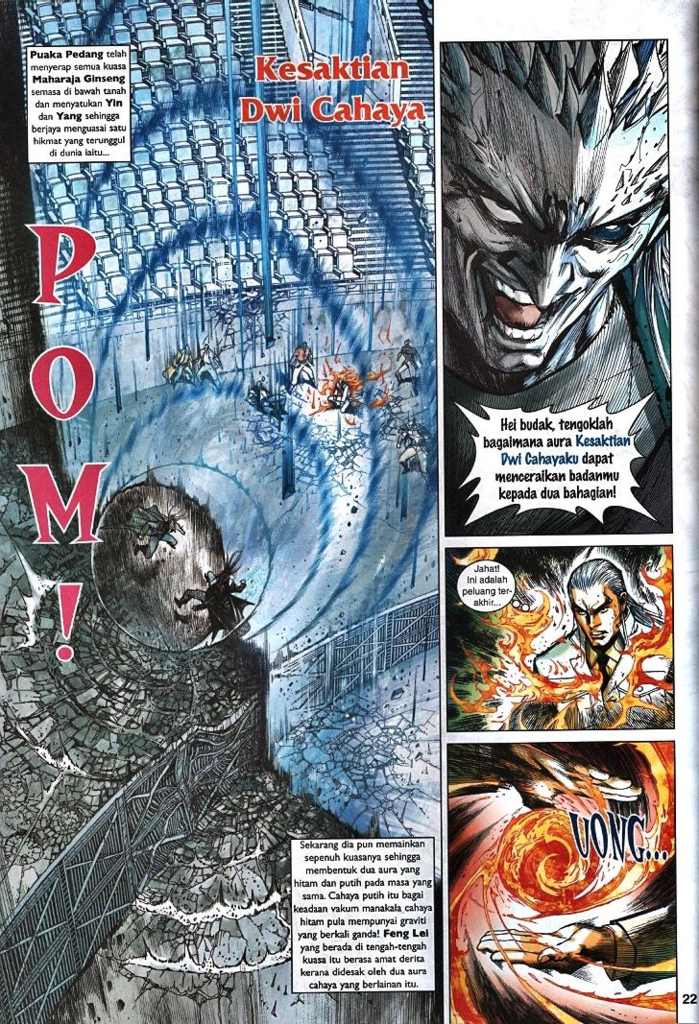 Puaka Pedang telah
menyerap semua kuasa
Maharaja Ginseng
semasa di bawah tanah
dan menyatukan Yin
dan Yang sehingga
berjaya menguasai satu
hikmat yang terunggul
di dunia iaitu...
Kesaktian
Dwi Cahaya
POM!
Sekarang dia pun memainkan
sepenuh kuasanya sehingga
membentuk dua aura yang
hitam dan putih pada masa yang
sama. Cahaya putih itu bagai
keadaan vakum manakala cahaya
hitam pula mempunyai graviti
yang berkali ganda! Feng Lei
yang berada di tengah-tengah
kuasa itu berasa amat derita
kerana didesak oleh dua aura
cahaya yang berlainan itu.
Hei budak, tengoklah
bagaimana aura Kesaktian
Dwi Cahayaku dapat
menceraikan badanmu
kepada dua bahagian!
Jahat!
Ini adalah
peluang ter-
akhir...
UONG...
22